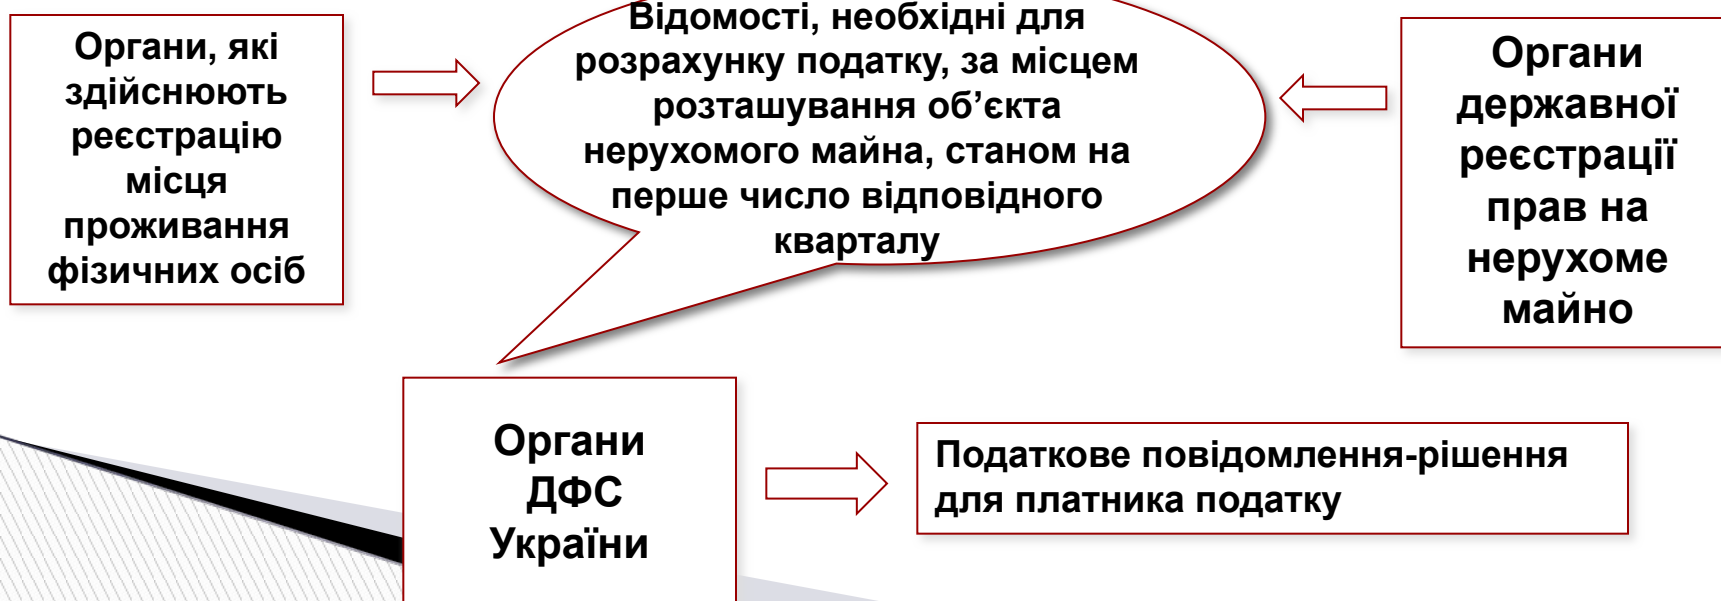 Органи, які
здійснюють
реєстрацію
місця
проживання
фізичних осіб
Відомості, необхідні для
розрахунку податку, за місцем
розташування об’єкта
нерухомого майна, станом на
перше число відповідного
кварталу
Органи
державної
реєстрації
прав на
нерухоме
майно
Органи
ДФС
України
Податкове повідомлення-рішення
для платника податку